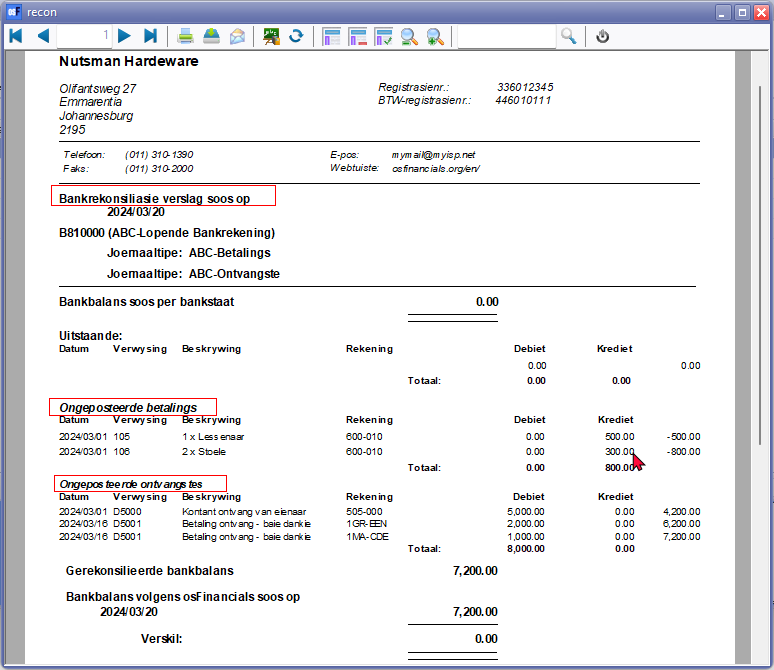 recon
1
Nutsman Hardeware
Olifantsweg 27
Emmarentia
Johannesburg
2195
Registrasienr.: 336012345
BTW-registrasienr.: 446010111
Telefoon: (011) 310-1390 E-pos: mymail@myisp.net
Faks: (011) 310-2000 Webtuiste: osfinancials.org/en/
Bankrekonsiliasie verslag soos op
2024/03/20
B810000 (ABC-Lopende Bankrekening)
Joernaaltipe: ABC-Betalings
Joernaaltipe: ABC-Ontvangste
Bankbalans soos per bankstaat 0.00
Uitstaande:
Datum Verwysing Beskrywing Rekening Debiet Krediet
0.00 0.00
Totaal: 0.00 0.00
Ongeposteerde betalings
Datum Verwysing Beskrywing Rekening Debiet Krediet
2024/03/01 105 1 x Lessenaar 600-010 0.00 500.00 -500.00
2024/03/01 106 2 x Stoele 600-010 0.00 300.00 -800.00
Totaal: 0.00 800.00
Ongeposteerde ontvangstes
Datum Verwysing Beskrywing Rekening Debiet Krediet
2024/03/01 D5000 Kontant ontvang van eienaar 505-000 5,000.00 0.00 4,200.00
2024/03/16 D5001 Betaling ontvang - baie dankie 1GR-EEN 2,000.00 0.00 6,200.00
2024/03/16 D5001 Betaling ontvang - baie dankie 1MA-CDE 1,000.00 0.00 7,200.00
Totaal: 8,000.00 0.00
Gerekonsilieerde bankbalans 7,200.00
Bankbalans volgens osFinancials soos op
2024/03/20 7,200.00
Verskil: 0.00